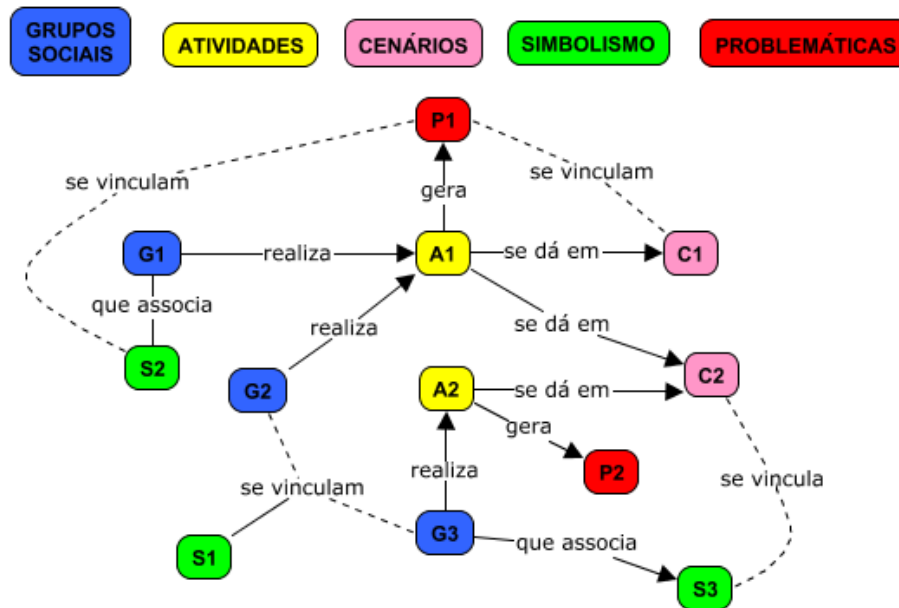 GRUPOS
SOCIAIS
ATIVIDADES
CENÁRIOS
SIMBOLISMO
PROBLEMÁTICAS
P1
se vinculam
gera
se vinculam
G1
realiza
A1
se dá em
C1
que associa
realiza
se dá em
S2
G2
A2
se dá em
C2
gera
realiza
P2
se vinculam
se vincula
S1
G3
que associa
S3